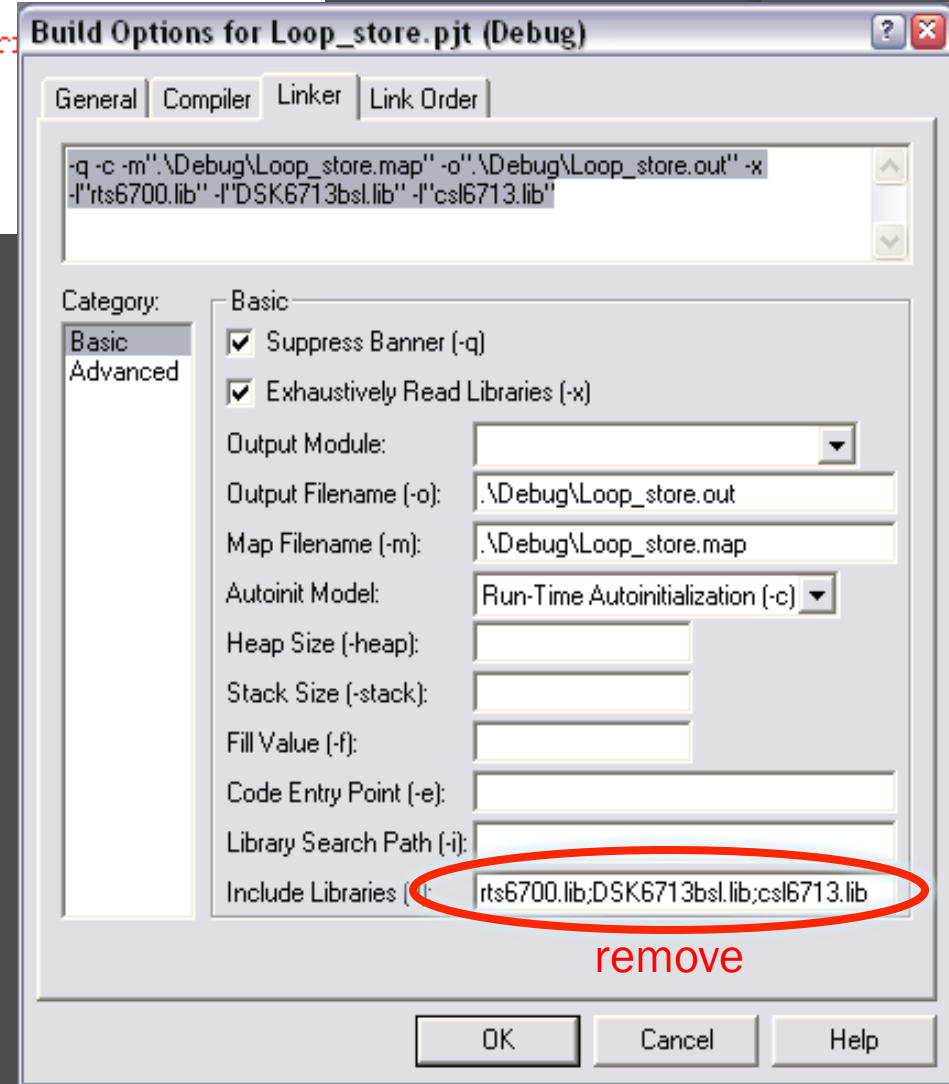 Build Options for Loop_store.pjt (Debug)
General Compiler Linker Link Order
-q -c -m".\Debug\Loop_store.map" -o".\Debug\Loop_store.out" -x
-l"rts6700.lib" -l"DSK6713bsl.lib" -l"csl6713.lib"
Category:
Basic
Advanced
Basic
Suppress Banner (-q)
Exhaustively Read Libraries (-x)
Output Module:
Output Filename (-o): .\Debug\Loop_store.out
Map Filename (-m): .\Debug\Loop_store.map
Autoinit Model: Run-Time Autoinitialization (-c)
Heap Size (-heap):
Stack Size (-stack):
Fill Value (-f):
Code Entry Point (-e):
Library Search Path (-i):
Include Libraries ( ): rts6700.lib;DSK6713bsl.lib;csl6713.lib
remove
OK Cancel Help